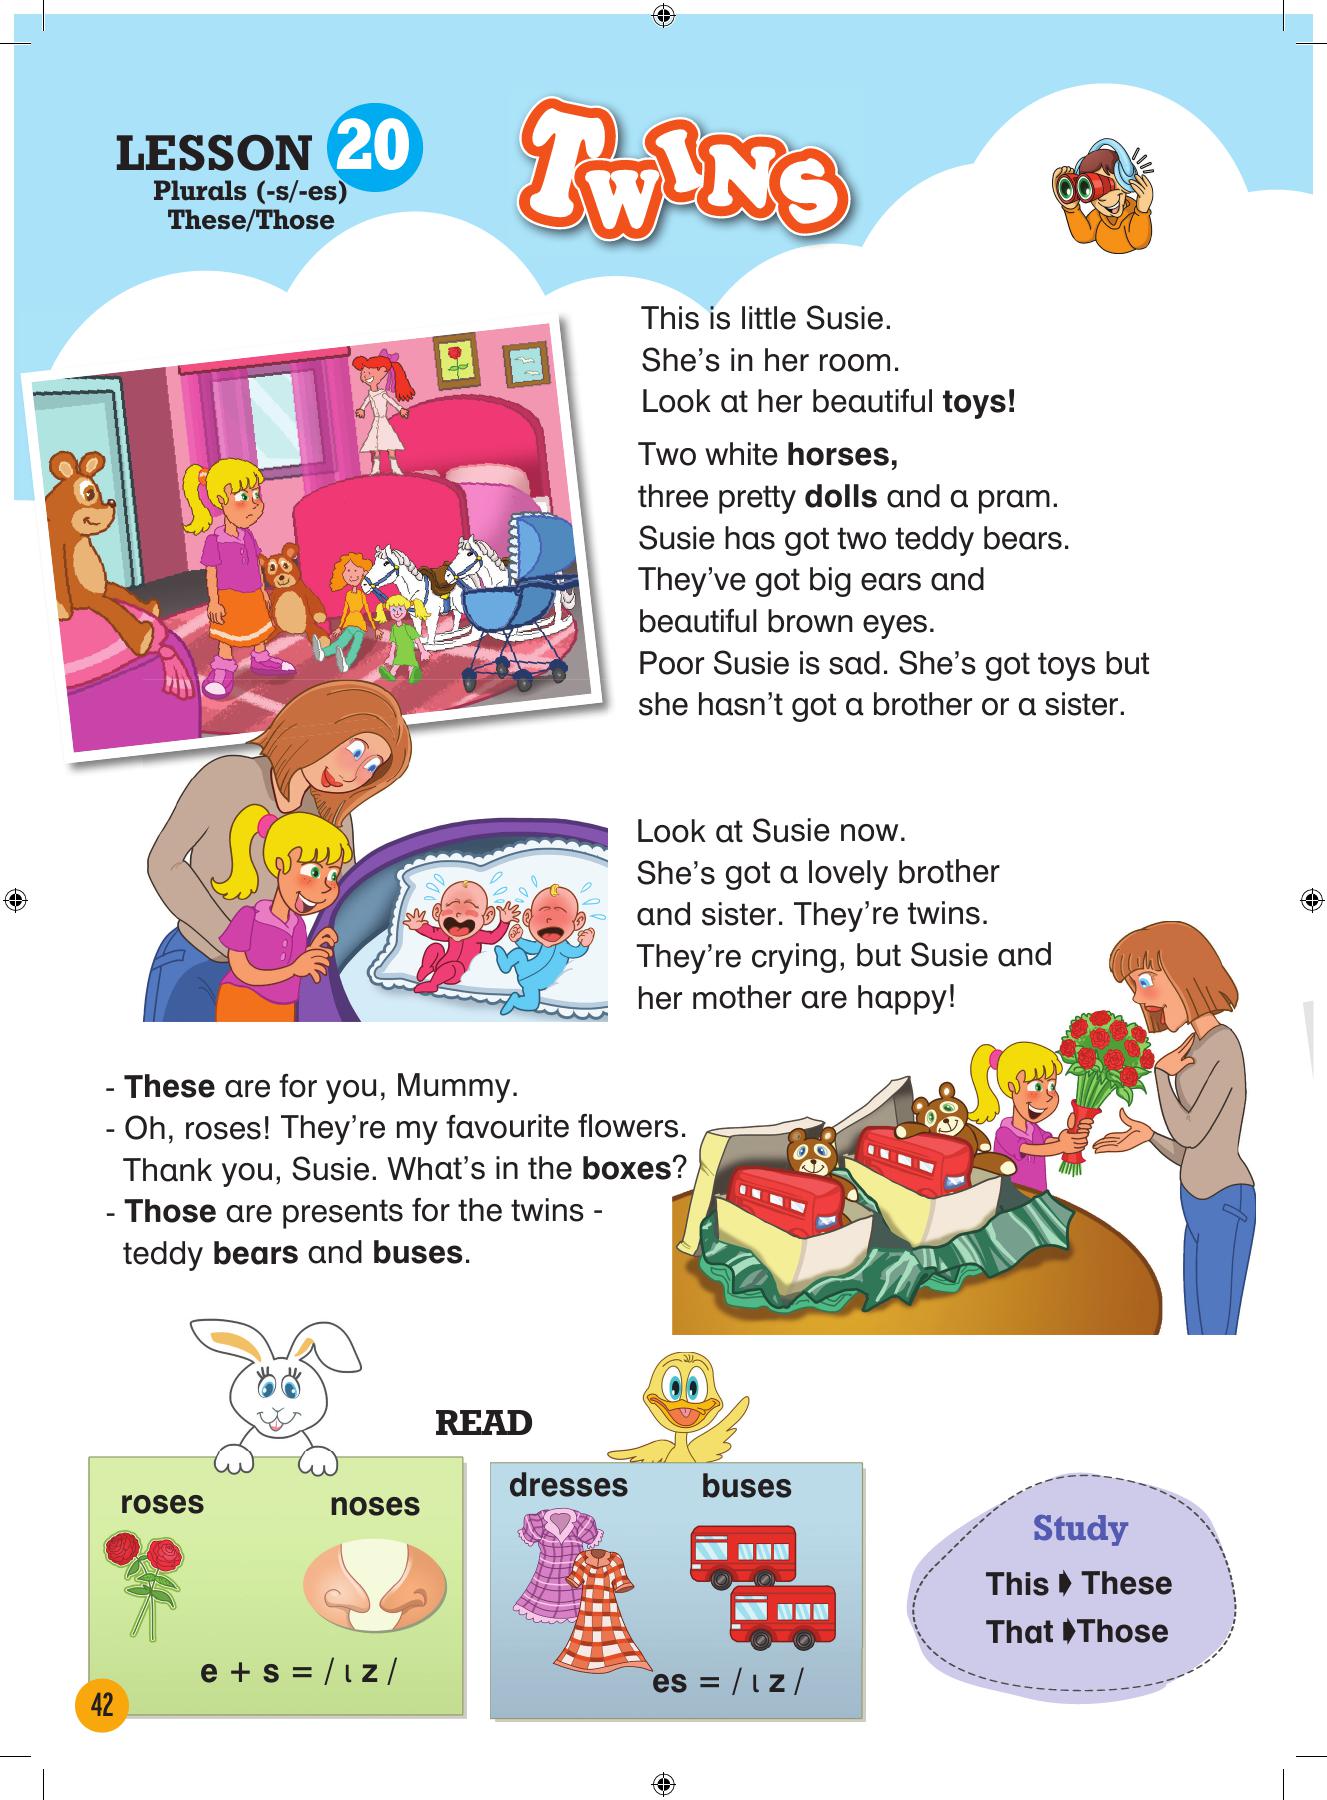 LESSON 20
Plurals (-s/-es)
These/Those
TWINS
This is little Susie.
She's in her room.
Look at her beautiful toys!
Two white horses,
three pretty dolls and a pram.
Susie has got two teddy bears.
They've got big ears and
beautiful brown eyes.
Poor Susie is sad. She's got toys but
she hasn't got a brother or a sister.
Look at Susie now.
She's got a lovely brother
and sister. They're twins.
They're crying, but Susie and
her mother are happy!
- These are for you, Mummy.
- Oh, roses! They're my favourite flowers.
Thank you, Susie. What's in the boxes?
- Those are presents for the twins -
teddy bears and buses.
READ
roses noses
e + s = / ɩ z /
dresses buses
es = / ɩ z /
Study
This ➧ These
That ➧ Those
42